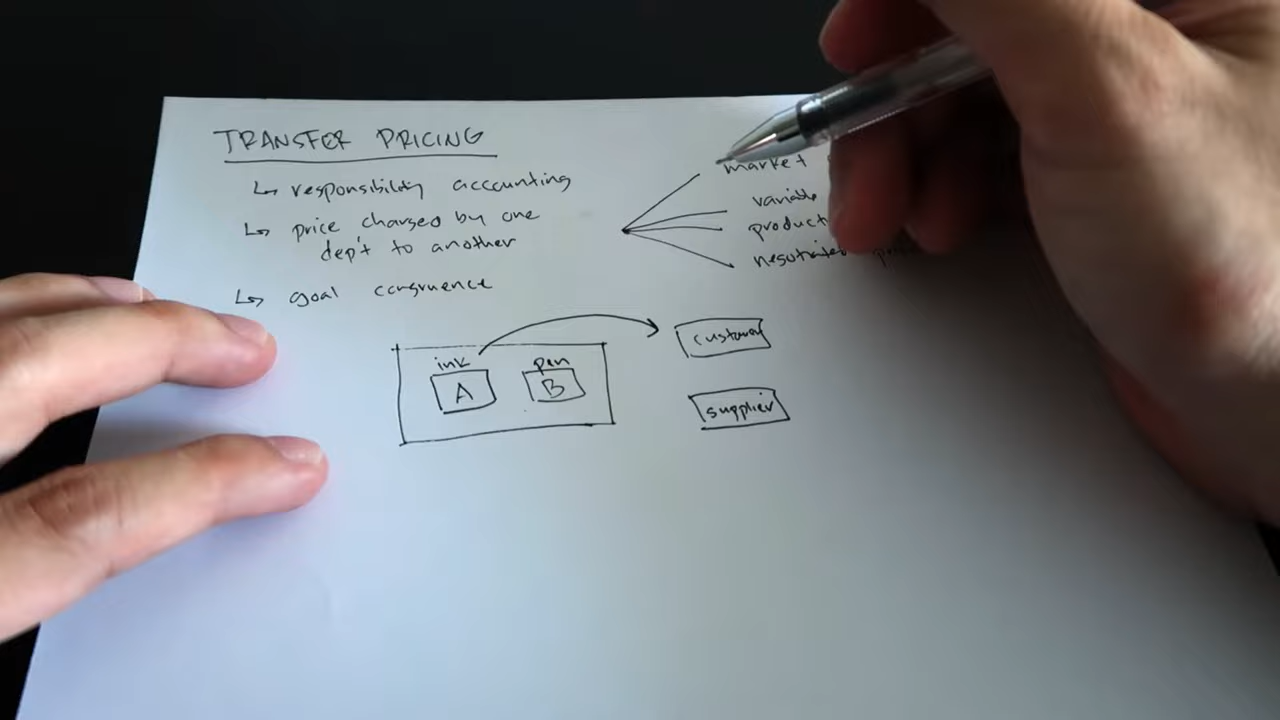 TRANSFER PRICING
↳ responsibility accounting
↳ price charged by one
dep't to another
↳ goal congruence
market
variable
product
negotiated
ink
pen
A
B
customer
supplier